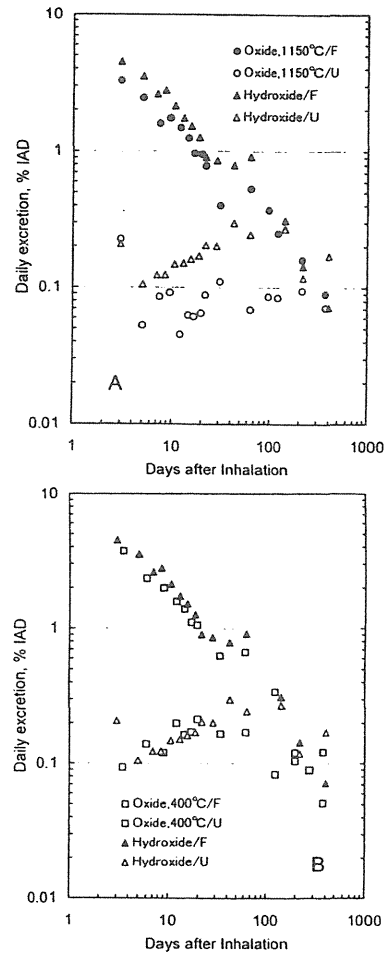 10
Oxide,1150°C/F
Oxide,1150°C/U
Hydroxide/F
Hydroxide/U
1
Daily excretion, % IAD
0.1
A
0.01
1 10 100 1000
Days after Inhalation
10
1
Daily excretion, % IAD
0.1
Oxide,400°C/F
Oxide,400°C/U
Hydroxide/F
Hydroxide/U
B
0.01
1 10 100 1000
Days after Inhalation